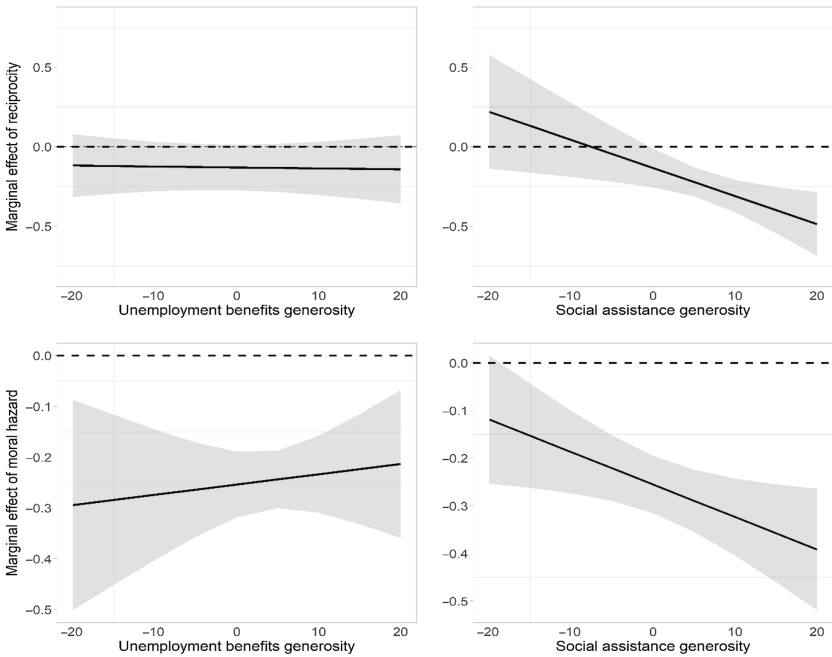 Marginal effect of reciprocity
0.5
0.0
−0.5
−20 −10 0 10 20
Unemployment benefits generosity
0.5
0.0
−0.5
−20 −10 0 10 20
Social assistance generosity
Marginal effect of moral hazard
0.0
−0.1
−0.2
−0.3
−0.4
−0.5
−20 −10 0 10 20
Unemployment benefits generosity
0.0
−0.1
−0.2
−0.3
−0.4
−0.5
−20 −10 0 10 20
Social assistance generosity